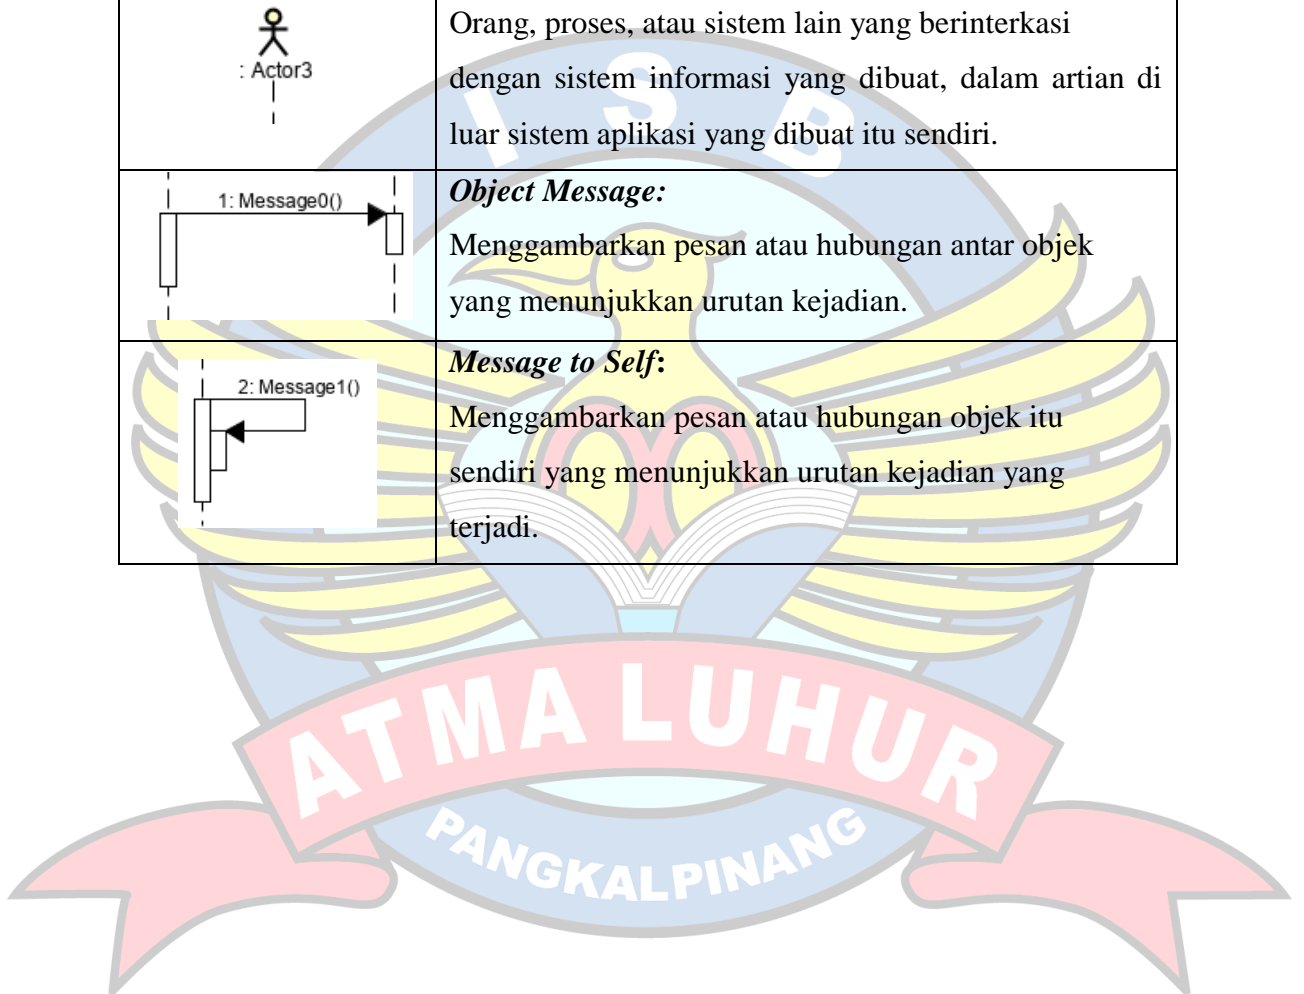 : Actor3
Orang, proses, atau sistem lain yang berinterkasi
dengan sistem informasi yang dibuat, dalam artian di
luar sistem aplikasi yang dibuat itu sendiri.
1: Message0()
Object Message:
Menggambarkan pesan atau hubungan antar objek
yang menunjukkan urutan kejadian.
2: Message1()
Message to Self:
Menggambarkan pesan atau hubungan objek itu
sendiri yang menunjukkan urutan kejadian yang
terjadi.
I S B
ATMA LUHUR
PANGKALPINANG